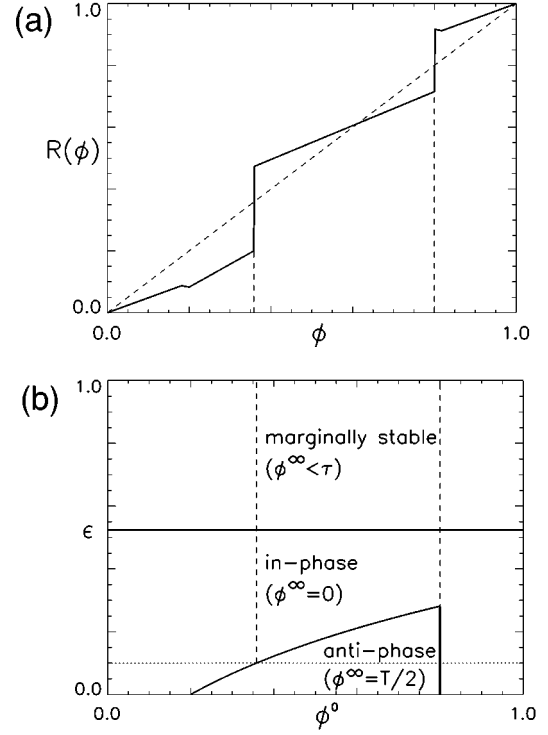 (a)
1.0
R(ϕ)
0.0
0.0
ϕ
1.0
(b)
1.0
marginally stable
(ϕ^∞<τ)
ϵ
in-phase
(ϕ^∞=0)
anti-phase
(ϕ^∞=T/2)
0.0
0.0
ϕ^0
1.0